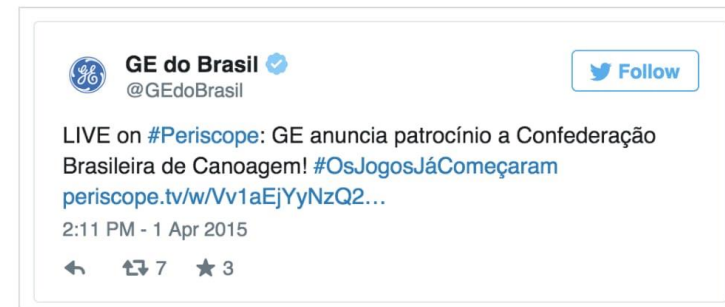 GE do Brasil
@GEdoBrasil
Follow
LIVE on #Periscope: GE anuncia patrocínio a Confederação
Brasileira de Canoagem! #OsJogosJáComeçaram
periscope.tv/w/Vv1aEjYyNzQ2…
2:11 PM - 1 Apr 2015
7 3